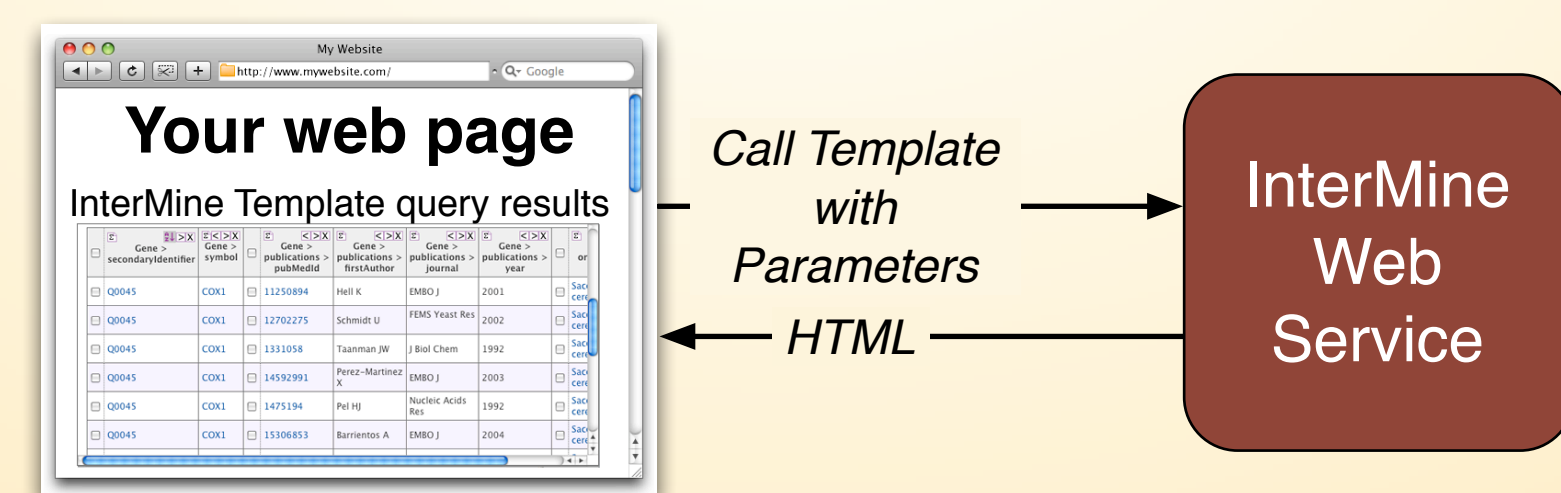 My Website
http://www.mywebsite.com/
Google
Your web page
InterMine Template query results
Gene > secondaryIdentifier
Gene > symbol
Gene > publications > pubMedId
Gene > publications > firstAuthor
Gene > publications > journal
Gene > publications > year
Q0045 COX1 11250894 Hell K EMBO J 2001
Q0045 COX1 12702275 Schmidt U FEMS Yeast Res 2002
Q0045 COX1 1331058 Taanman JW J Biol Chem 1992
Q0045 COX1 14592991 Perez-Martinez X EMBO J 2003
Q0045 COX1 1475194 Pel HJ Nucleic Acids Res 1992
Q0045 COX1 15306853 Barrientos A EMBO J 2004
Call Template
with
Parameters
HTML
InterMine
Web
Service